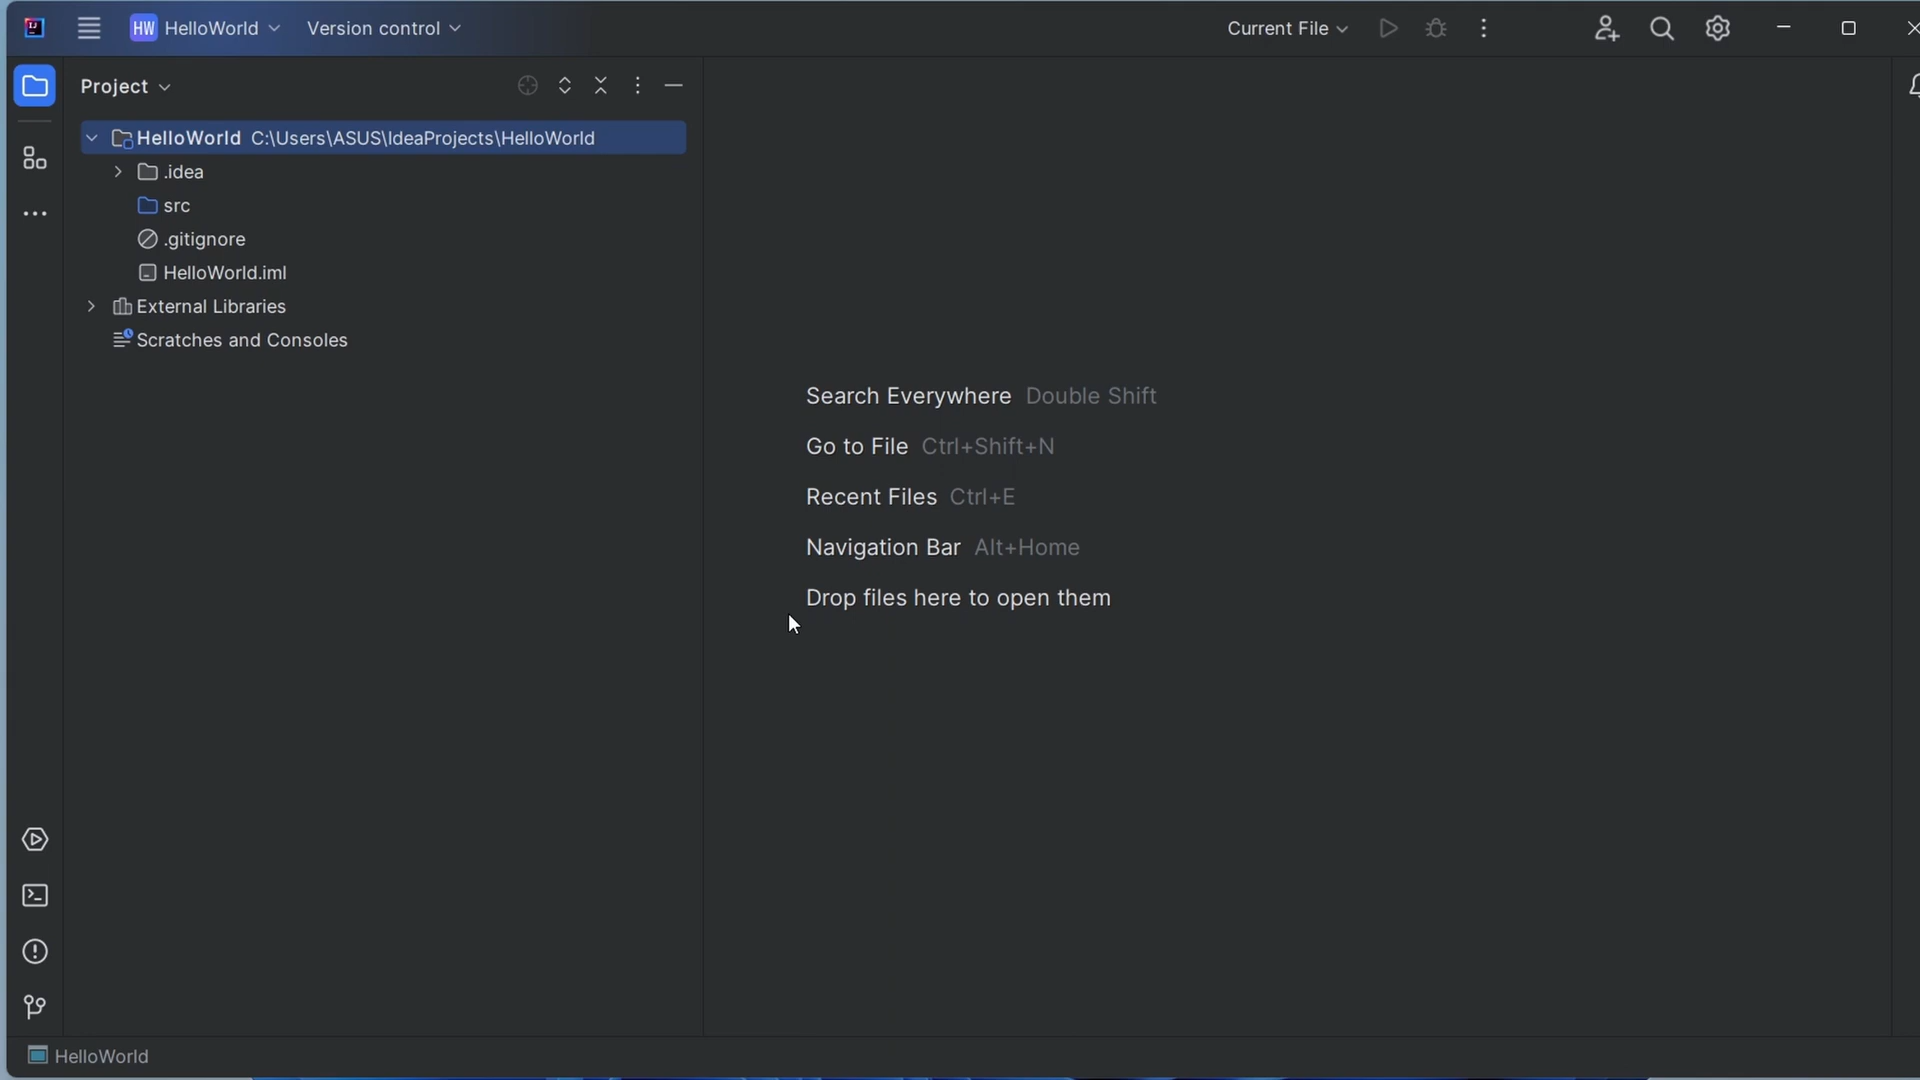 HW HelloWorld Version control Current File
Project
HelloWorld C:\Users\ASUS\IdeaProjects\HelloWorld
.idea
src
.gitignore
HelloWorld.iml
External Libraries
Scratches and Consoles
Search Everywhere Double Shift
Go to File Ctrl+Shift+N
Recent Files Ctrl+E
Navigation Bar Alt+Home
Drop files here to open them
HelloWorld